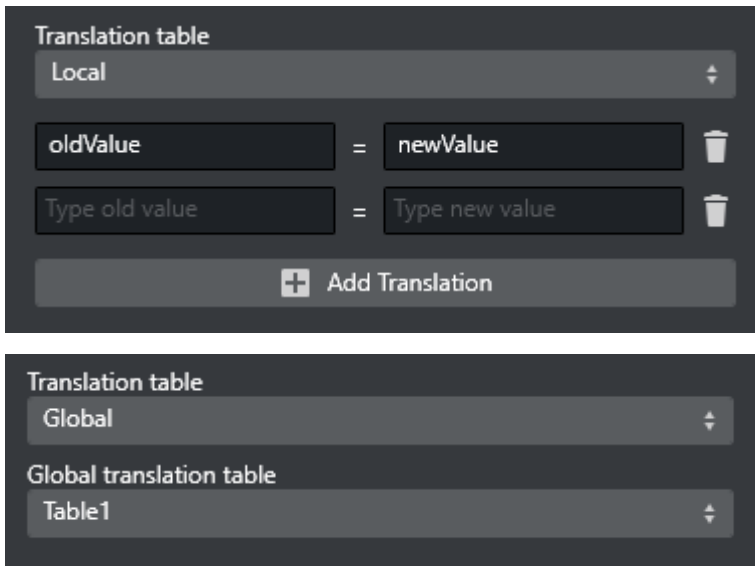 Translation table
Local
oldValue = newValue
Type old value = Type new value
Add Translation
Translation table
Global
Global translation table
Table1